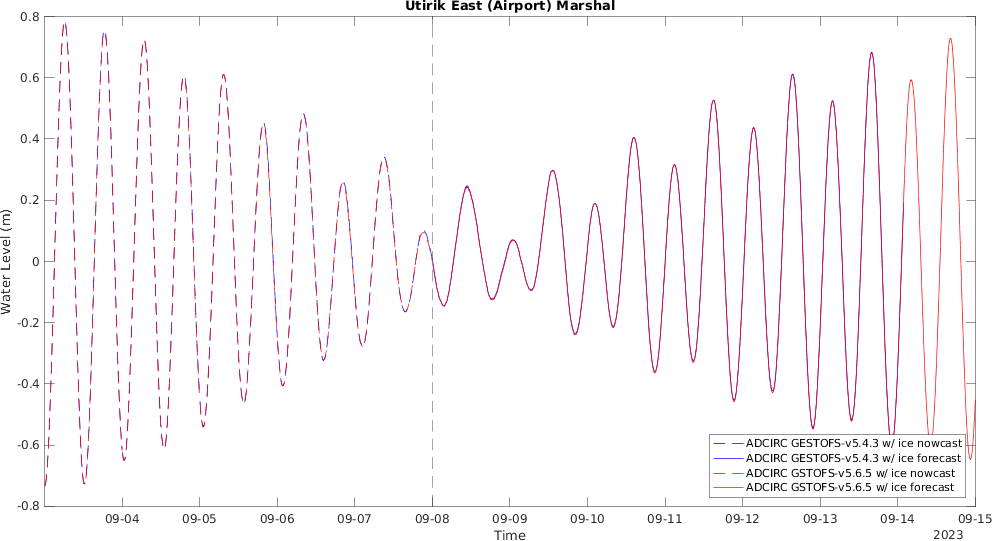 Utirik East (Airport) Marshal
Water Level (m)
0.8
0.6
0.4
0.2
0
-0.2
-0.4
-0.6
-0.8
ADCIRC GESTOFS-v5.4.3 w/ ice nowcast
ADCIRC GESTOFS-v5.4.3 w/ ice forecast
ADCIRC GSTOFS-v5.6.5 w/ ice nowcast
ADCIRC GSTOFS-v5.6.5 w/ ice forecast
09-04 09-05 09-06 09-07 09-08 09-09 09-10 09-11 09-12 09-13 09-14 09-15
Time
2023